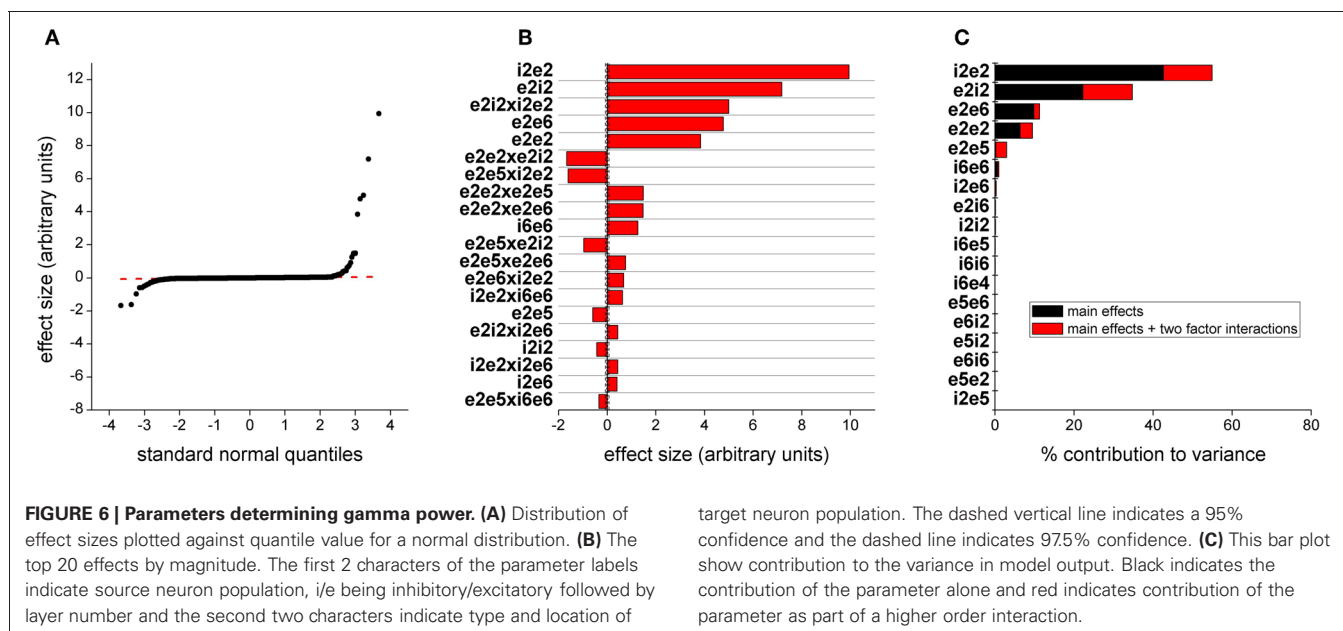 A
12
10
8
6
4
2
0
-2
-4
-6
-8
effect size (arbitrary units)
-4 -3 -2 -1 0 1 2 3 4
standard normal quantiles
B
i2e2
e2i2
e2i2xi2e2
e2e6
e2e2
e2e2xe2i2
e2e5xi2e2
e2e2xe2e5
e2e2xe2e6
i6e6
e2e5xe2i2
e2e5xe2e6
e2e6xi2e2
i2e2xi6e6
e2e5
e2i2xi2e6
i2i2
i2e2xi2e6
i2e6
e2e5xi6e6
-2 0 2 4 6 8 10
effect size (arbitrary units)
C
i2e2
e2i2
e2e6
e2e2
e2e5
i6e6
i2e6
e2i6
i2i2
i6e5
i6i6
i6e4
e5e6
e6i2
e5i2
e6i6
e5e2
i2e5
main effects
main effects + two factor interactions
0 20 40 60 80
% contribution to variance
FIGURE 6 | Parameters determining gamma power. (A) Distribution of
effect sizes plotted against quantile value for a normal distribution. (B) The
top 20 effects by magnitude. The first 2 characters of the parameter labels
indicate source neuron population, i/e being inhibitory/excitatory followed by
layer number and the second two characters indicate type and location of
target neuron population. The dashed vertical line indicates a 95%
confidence and the dashed line indicates 97.5% confidence. (C) This bar plot
show contribution to the variance in model output. Black indicates the
contribution of the parameter alone and red indicates contribution of the
parameter as part of a higher order interaction.